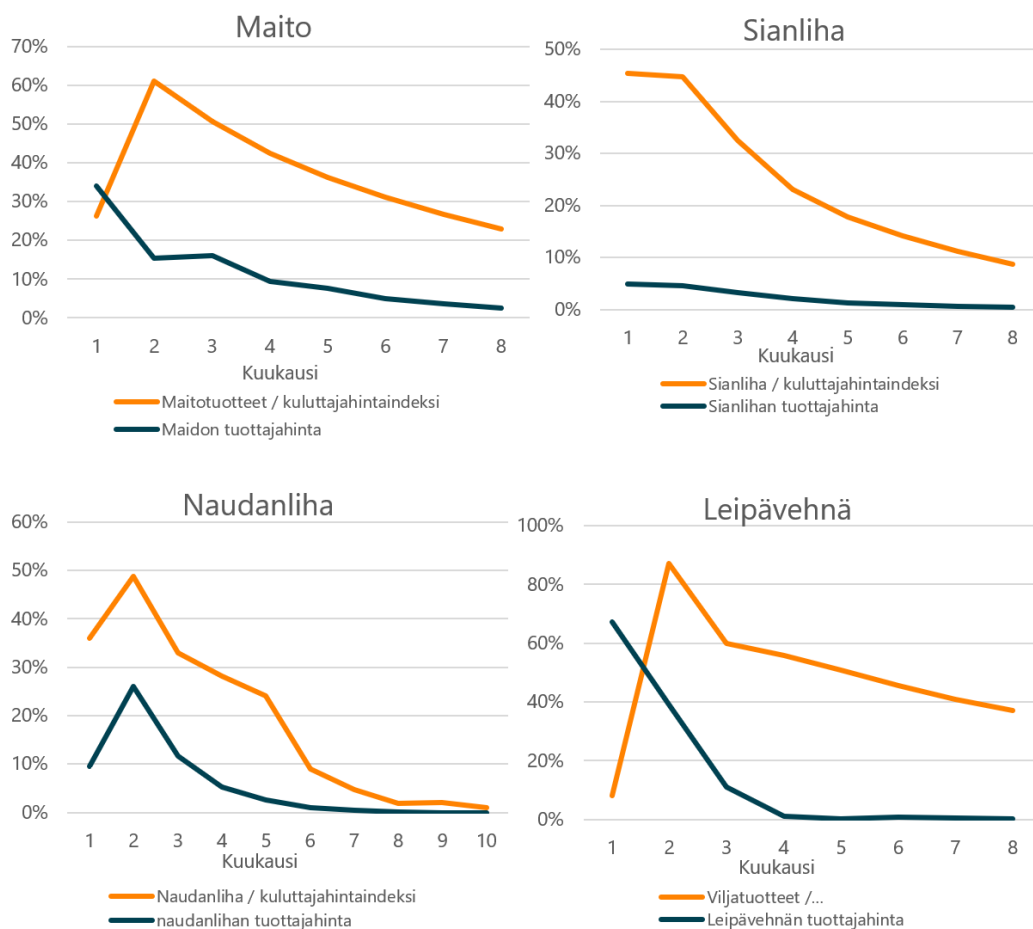 Maito
70%
60%
50%
40%
30%
20%
10%
0%
1 2 3 4 5 6 7 8
Kuukausi
Maitotuotteet / kuluttajahintaindeksi
Maidon tuottajahinta
Sianliha
50%
40%
30%
20%
10%
0%
1 2 3 4 5 6 7 8
Kuukausi
Sianliha / kuluttajahintaindeksi
Sianlihan tuottajahinta
Naudanliha
60%
50%
40%
30%
20%
10%
0%
1 2 3 4 5 6 7 8 9 10
Kuukausi
Naudanliha / kuluttajahintaindeksi
naudanlihan tuottajahinta
Leipävehnä
100%
80%
60%
40%
20%
0%
1 2 3 4 5 6 7 8
Kuukausi
Viljatuotteet /...
Leipävehnän tuottajahinta